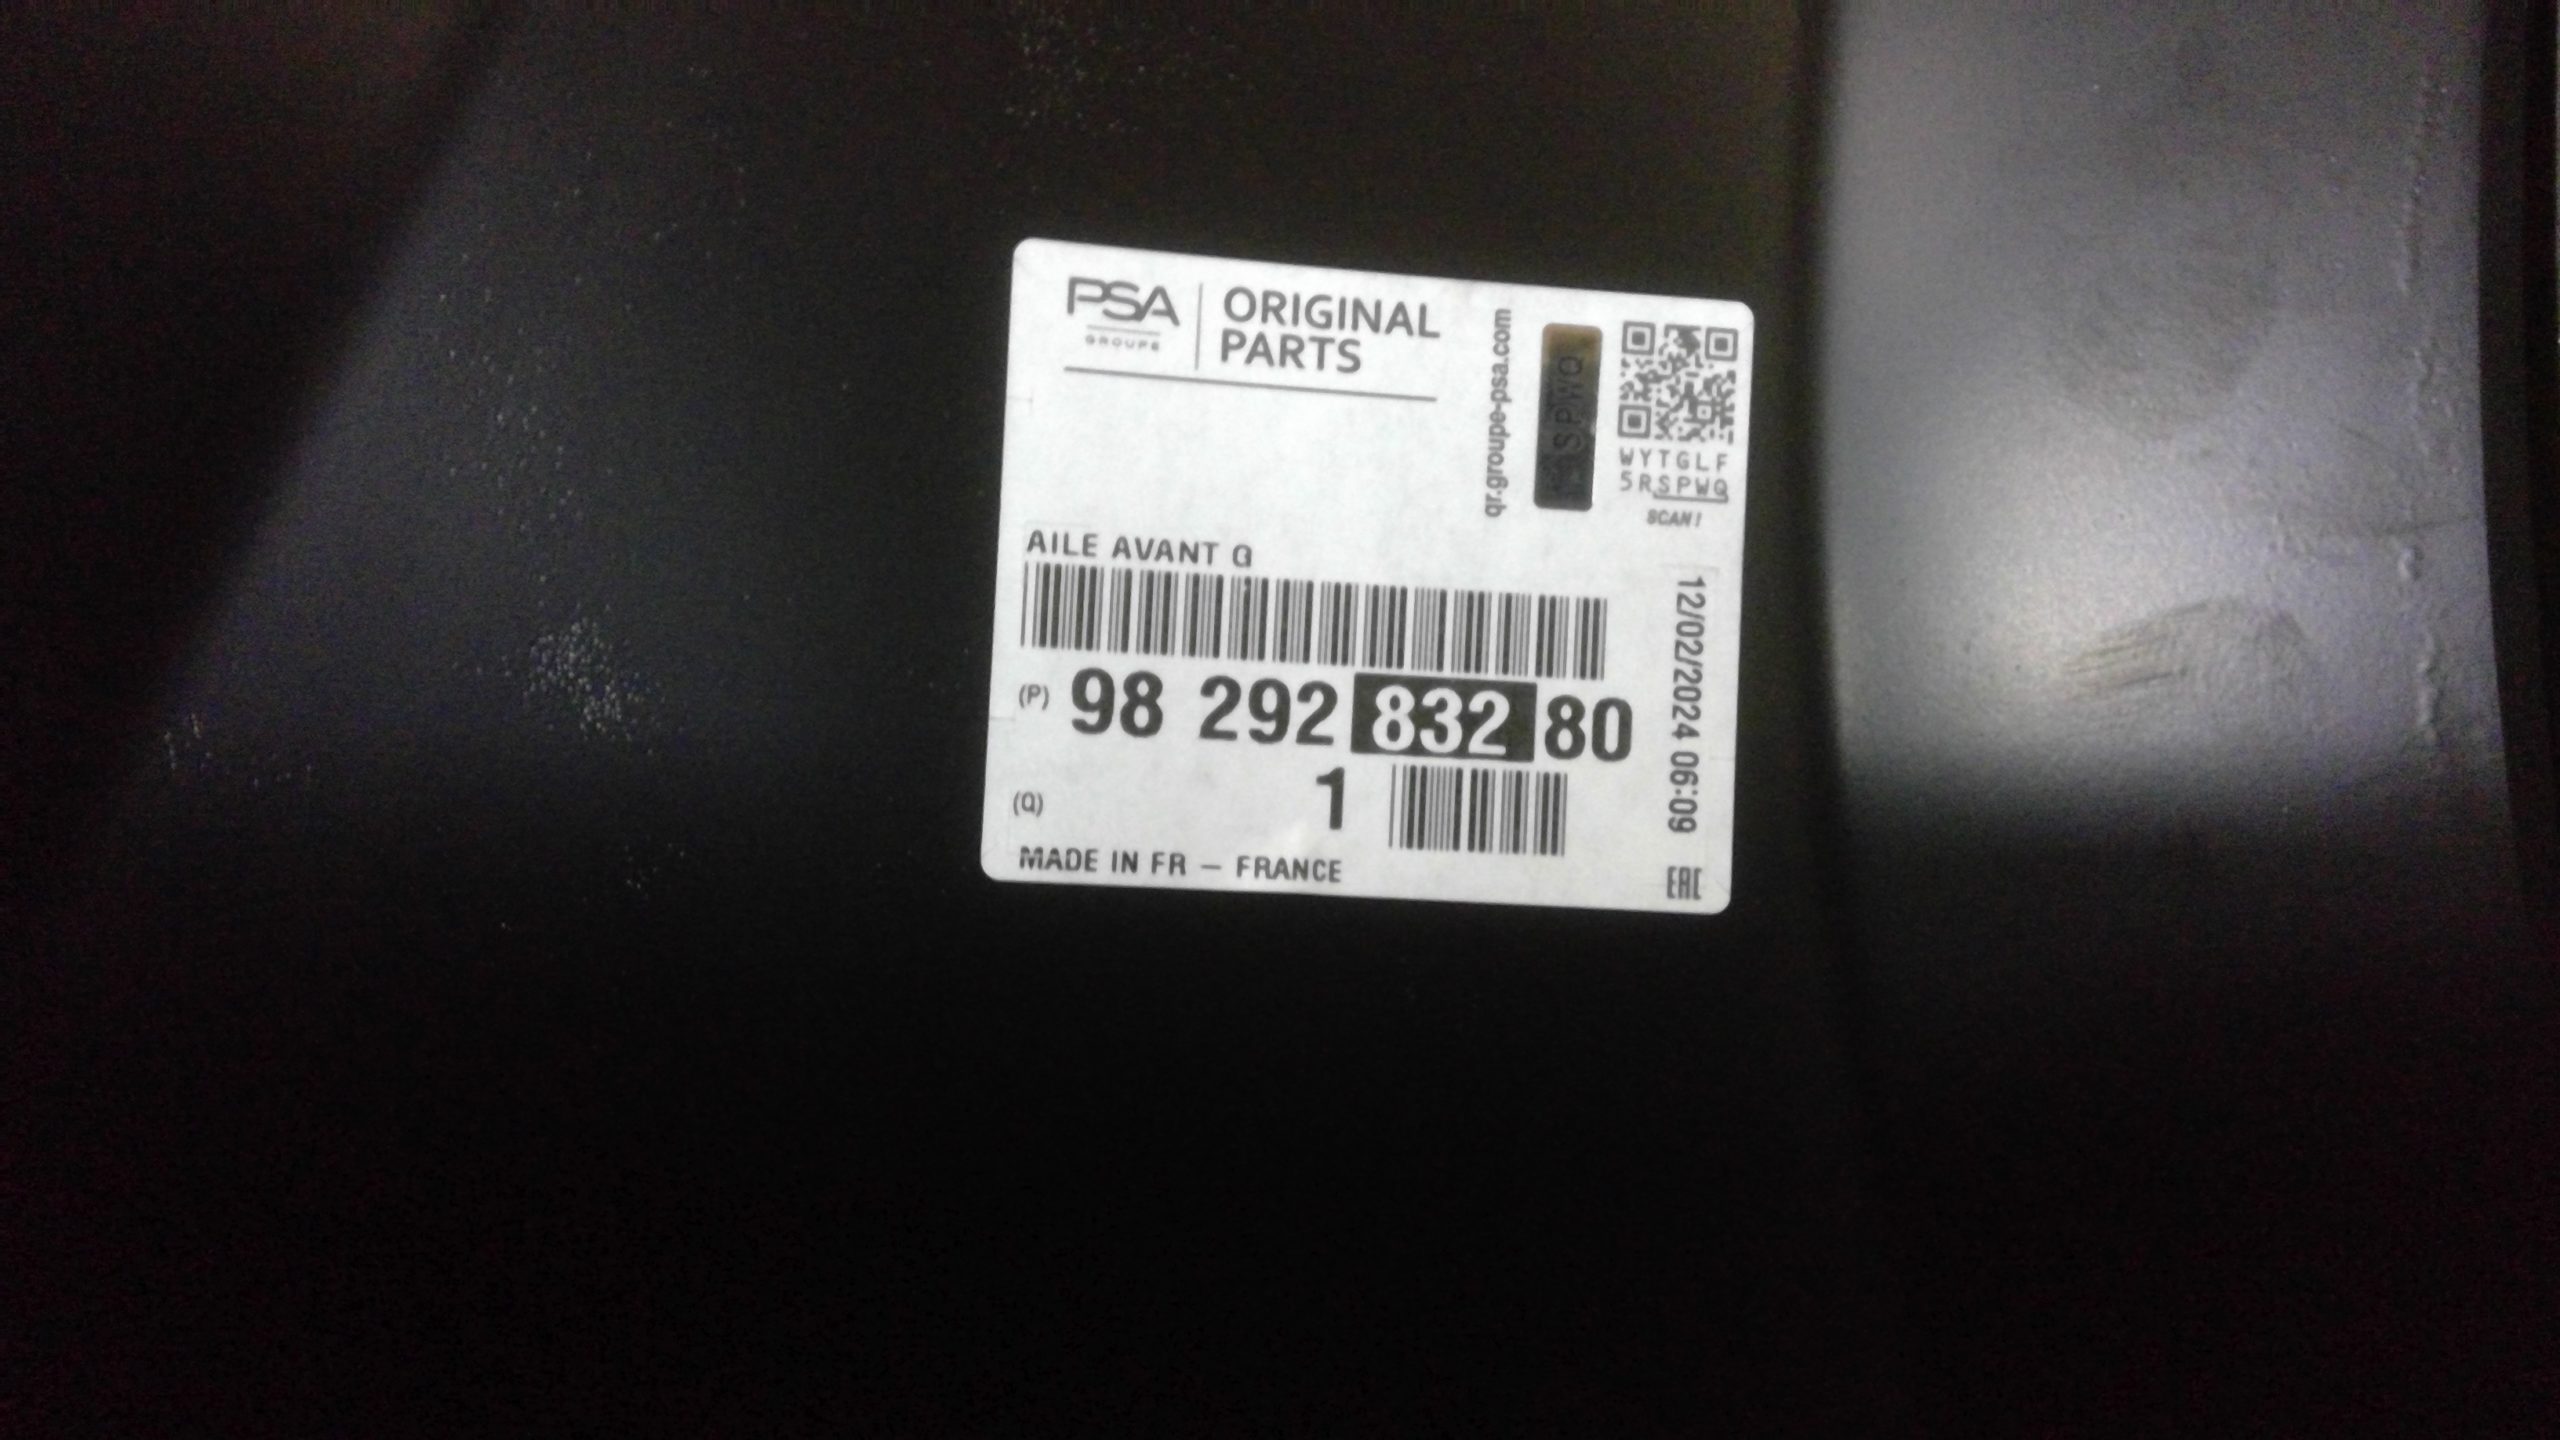 PSA
GROUPE
ORIGINAL
PARTS
qr.groupe-psa.com
SPWQ
WYTGLF
5RSPWQ
SCAN!
AILE AVANT G
(P) 98 292 832 80
(Q) 1
MADE IN FR – FRANCE
12/02/2024 06:09
EAC